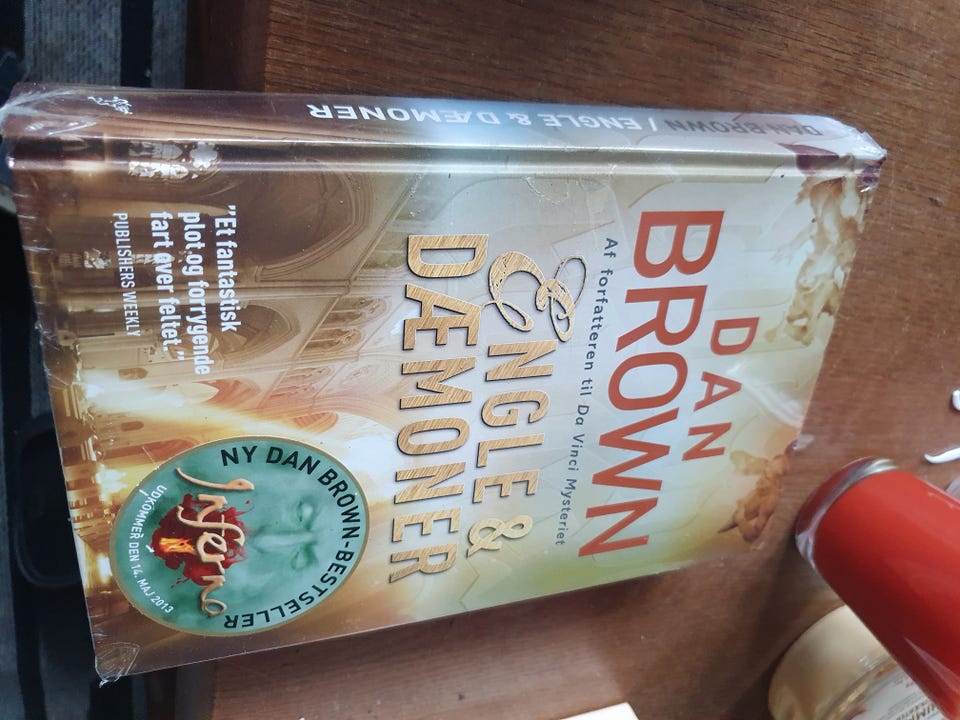 DAN BROWN / ENGLE & DÆMONER
DAN
BROWN
Af forfatteren til Da Vinci Mysteriet
ENGLE &
DÆMONER
"Et fantastisk
plot og forrygende
fart over feltet."
PUBLISHERS WEEKLY
NY DAN BROWN-BESTSELLER
Inferno
UDKOMMER DEN 14. MAJ 2013